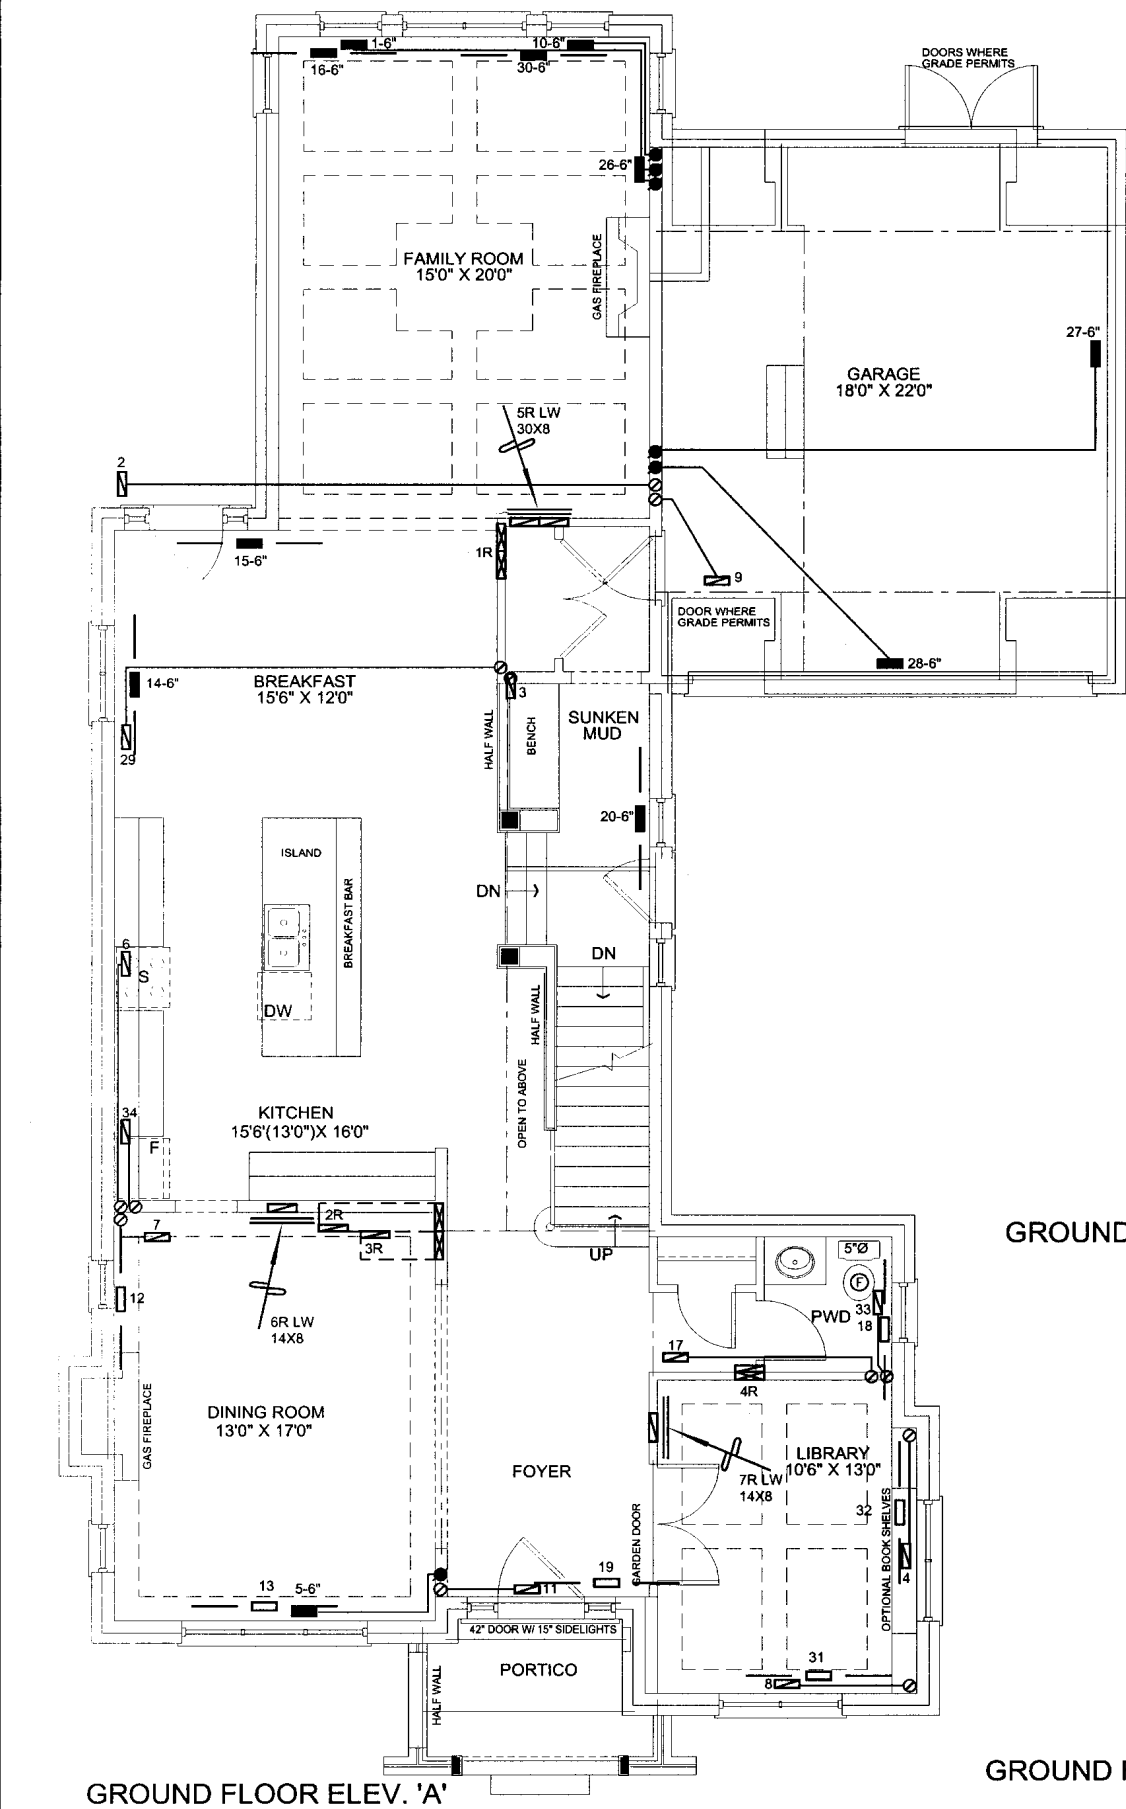 DOORS WHERE
GRADE PERMITS
1-6"
10-6"
16-6"
30-6"
26-6"
FAMILY ROOM
15'0" X 20'0"
GAS FIREPLACE
27-6"
GARAGE
18'0" X 22'0"
5R LW
30X8
2
1R
15-6"
9
DOOR WHERE
GRADE PERMITS
28-6"
14-6"
BREAKFAST
15'6" X 12'0"
3
29
HALF WALL
BENCH
SUNKEN
MUD
20-6"
ISLAND
BREAKFAST BAR
DN
6
S
DW
DN
HALF WALL
OPEN TO ABOVE
34
F
KITCHEN
15'6'(13'0")X 16'0"
2R
3R
7
UP
GROUND
5"Ø
F
33
18
PWD
12
6R LW
14X8
17
4R
GAS FIREPLACE
DINING ROOM
13'0" X 17'0"
FOYER
LIBRARY
10'6" X 13'0"
7R LW
14X8
32
OPTIONAL BOOK SHELVES
4
GARDEN DOOR
19
11
13
5-6"
42" DOOR W/ 15" SIDELIGHTS
PORTICO
HALF WALL
31
8
GROUND FLOOR ELEV. 'A'
GROUND